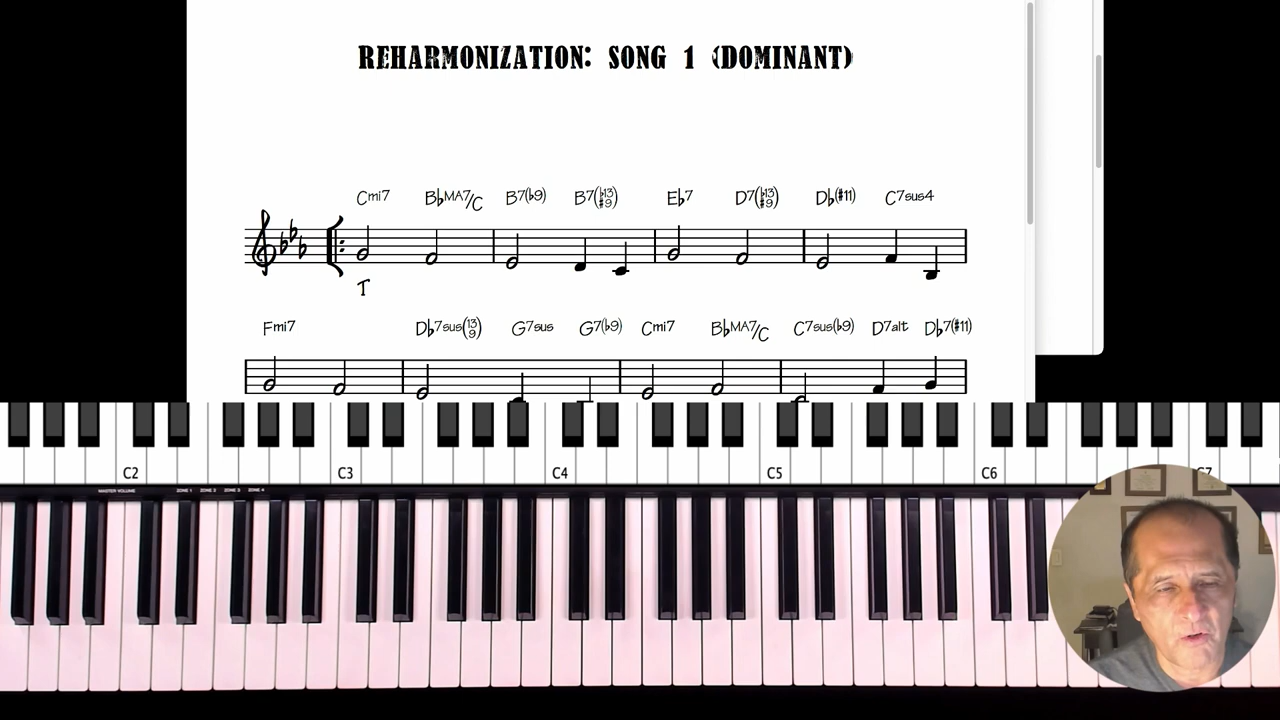 REHARMONIZATION: SONG 1 (DOMINANT)
Cmi7 B♭MA7/C B7(♭9) B7(♭13 ♯9) E♭7 D7(♭13 ♯9) D♭(♯11) C7sus4
T
Fmi7 D♭7sus(13 9) G7sus G7(♭9) Cmi7 B♭MA7/C C7sus(♭9) D7alt D♭7(♯11)
C2 C3 C4 C5 C6 C7
MASTER VOLUME ZONE 1 ZONE 2 ZONE 3 ZONE 4